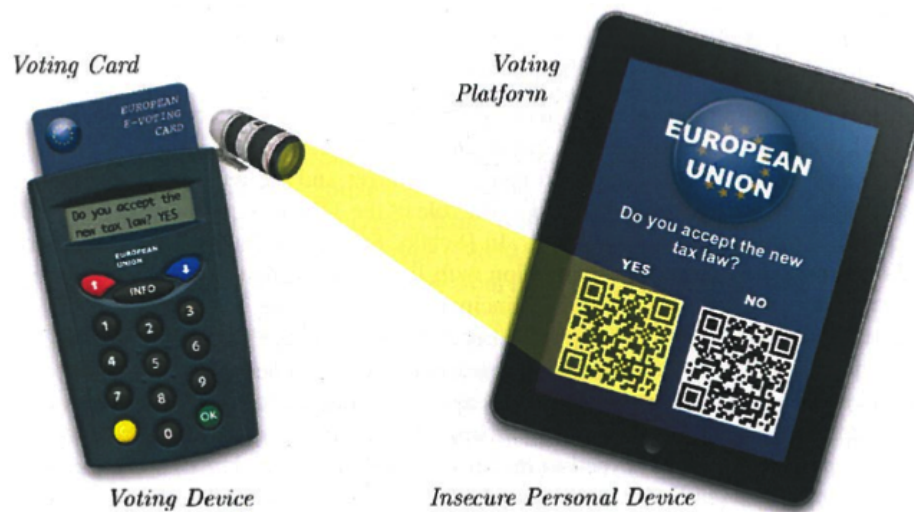 Voting Card
EUROPEAN
E-VOTING
CARD
Do you accept the
new tax law? YES
EUROPEAN
UNION
INFO
1 2 3
4 5 6
7 8 9
0 OK
Voting Device
Voting
Platform
EUROPEAN
UNION
Do you accept the new
tax law?
YES
NO
Insecure Personal Device